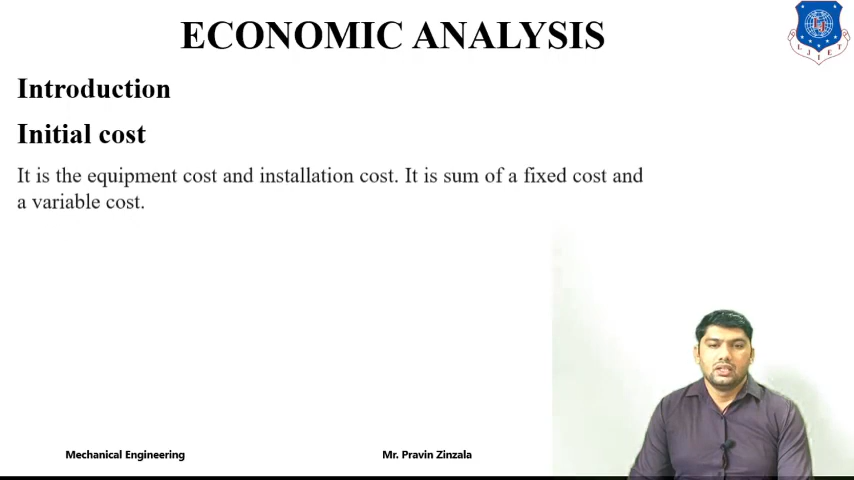 ECONOMIC ANALYSIS
Introduction
Initial cost
It is the equipment cost and installation cost. It is sum of a fixed cost and
a variable cost.
Mechanical Engineering
Mr. Pravin Zinzala
L J I E T